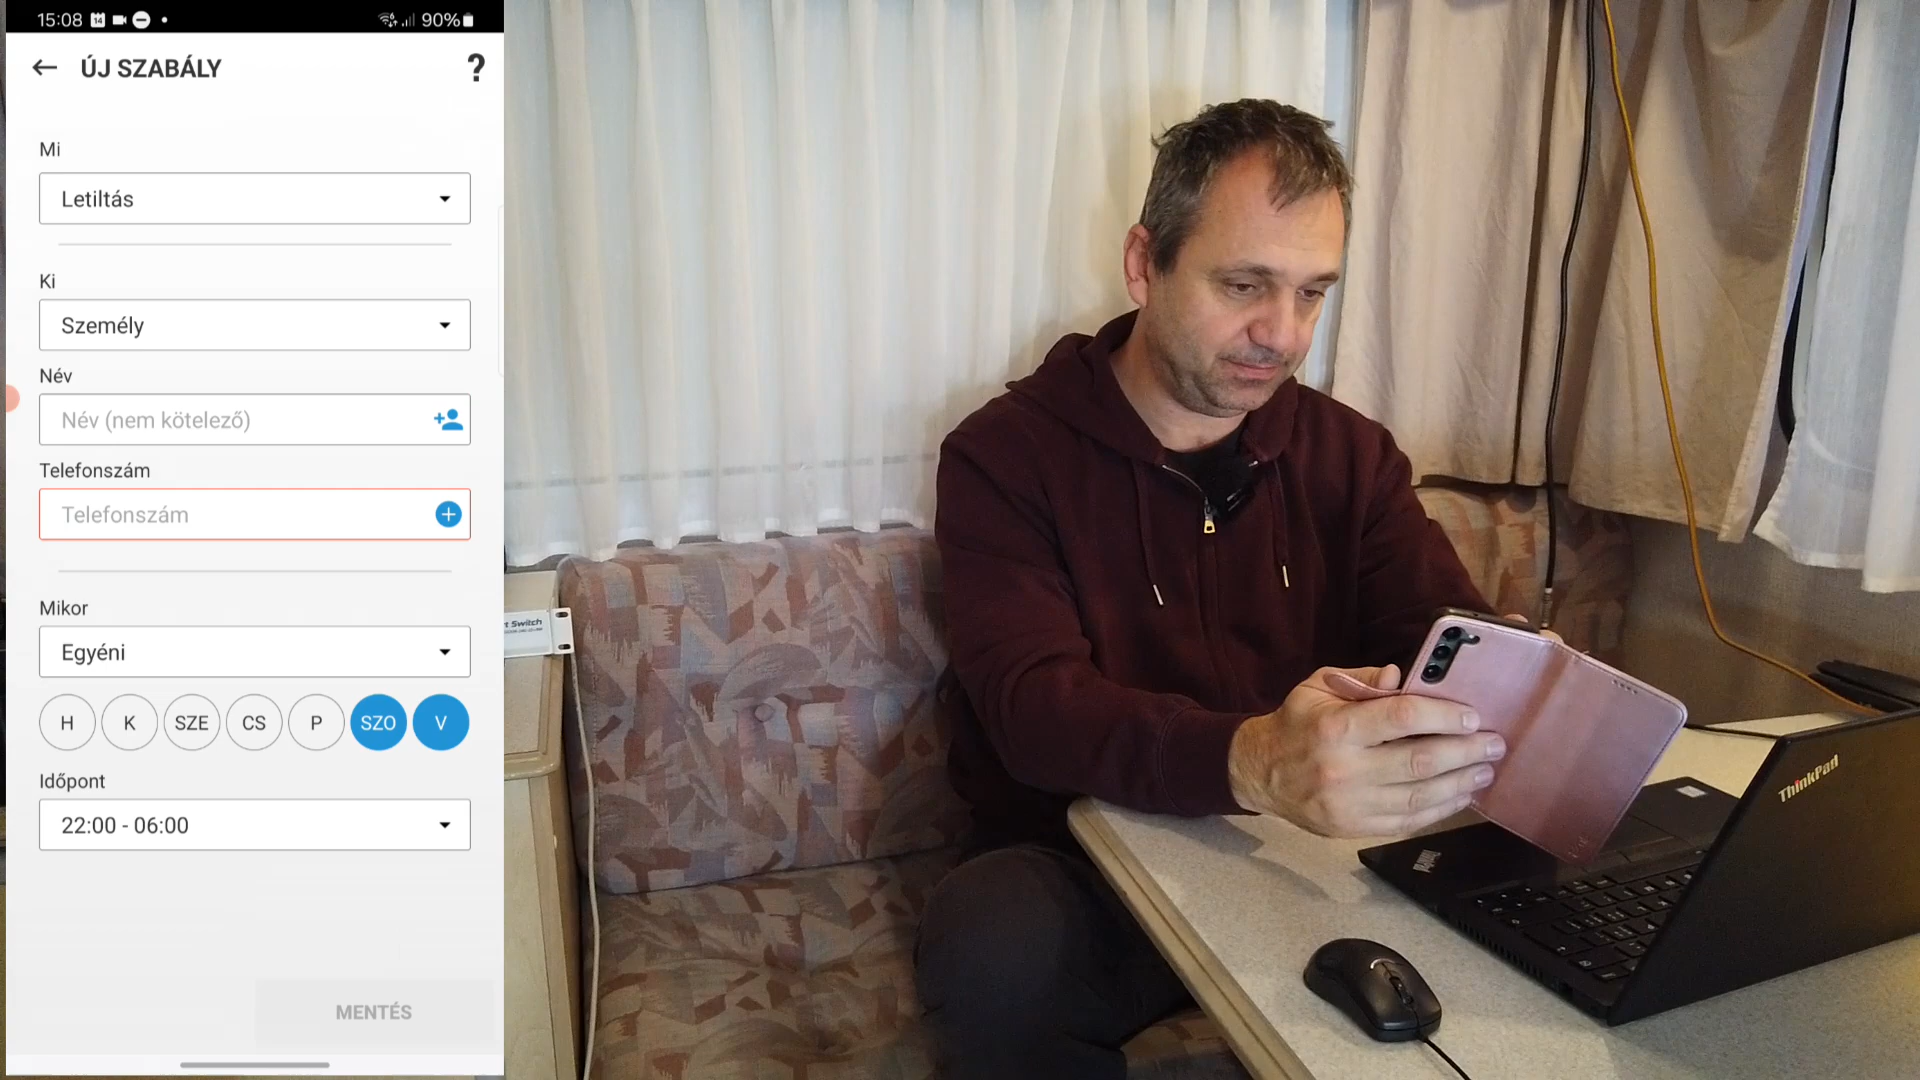 15:08
90%
ÚJ SZABÁLY
?
Mi
Letiltás
Ki
Személy
Név
Név (nem kötelező)
Telefonszám
Telefonszám
Mikor
Egyéni
H K SZE CS P SZO V
Időpont
22:00 - 06:00
MENTÉS
t Switch
ThinkPad